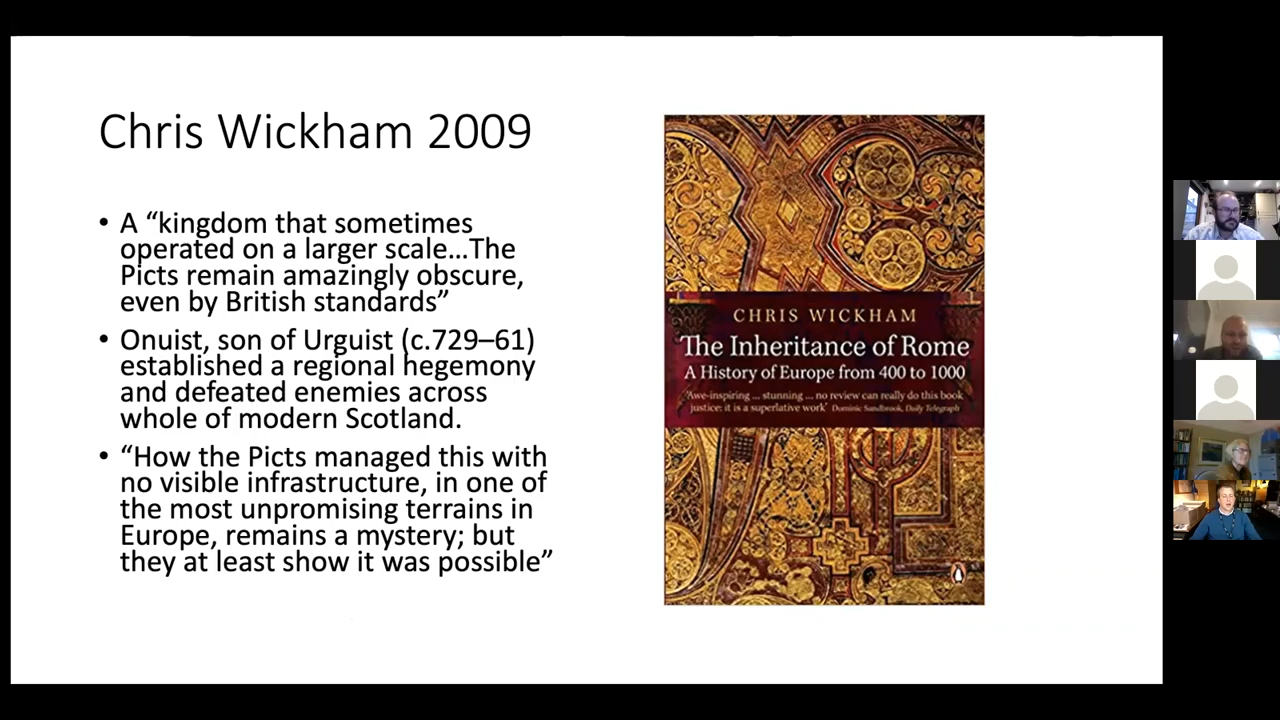 Chris Wickham 2009
• A “kingdom that sometimes
operated on a larger scale...The
Picts remain amazingly obscure,
even by British standards”
• Onuist, son of Urguist (c.729–61)
established a regional hegemony
and defeated enemies across
whole of modern Scotland.
• “How the Picts managed this with
no visible infrastructure, in one of
the most unpromising terrains in
Europe, remains a mystery; but
they at least show it was possible”
CHRIS WICKHAM
The Inheritance of Rome
A History of Europe from 400 to 1000
'Awe-inspiring ... stunning ... no review can really do this book
justice: it is a superlative work' Dominic Sandbrook, Daily Telegraph